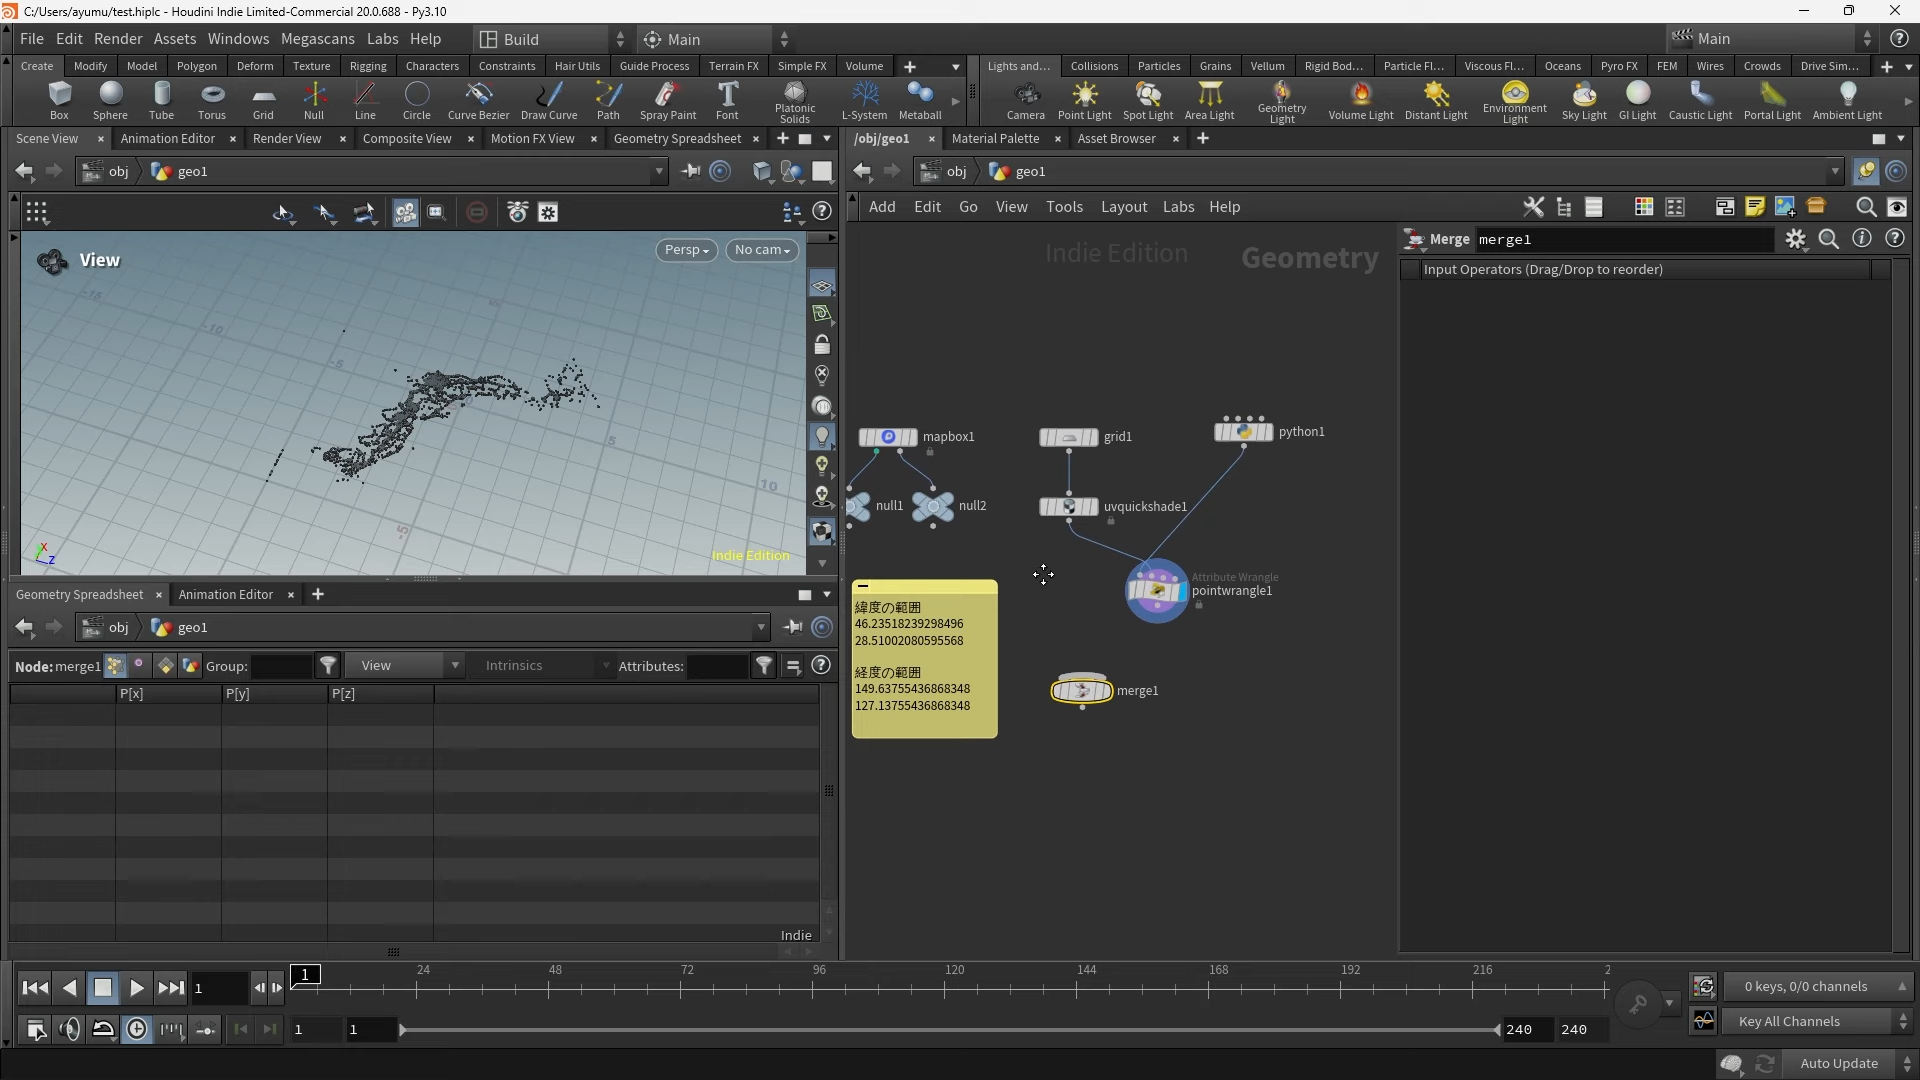 C:/Users/ayumu/test.hiplc - Houdini Indie Limited-Commercial 20.0.688 - Py3.10
File Edit Render Assets Windows Megascans Labs Help Build Main Main
Create Modify Model Polygon Deform Texture Rigging Characters Constraints Hair Utils Guide Process Terrain FX Simple FX Volume
Lights and... Collisions Particles Grains Vellum Rigid Bod... Particle Fl... Viscous Fl... Oceans Pyro FX FEM Wires Crowds Drive Sim...
Box Sphere Tube Torus Grid Null Line Circle Curve Bezier Draw Curve Path Spray Paint Font Platonic Solids L-System Metaball
Camera Point Light Spot Light Area Light Geometry Light Volume Light Distant Light Environment Light Sky Light GI Light Caustic Light Portal Light Ambient Light
Scene View Animation Editor Render View Composite View Motion FX View Geometry Spreadsheet
/obj/geo1 Material Palette Asset Browser
obj geo1
obj geo1
Add Edit Go View Tools Layout Labs Help
View
Persp No cam
-15
-10
-5
5
10
-5
X
Z
Indie Edition
Indie Edition Geometry
mapbox1
grid1
python1
null1
null2
uvquickshade1
Attribute Wrangle
pointwrangle1
merge1
緯度の範囲
46.23518239298496
28.51002080595568
経度の範囲
149.63755436868348
127.13755436868348
Merge merge1
Input Operators (Drag/Drop to reorder)
Geometry Spreadsheet Animation Editor
obj geo1
Node: merge1 Group: View Intrinsics Attributes:
P[x] P[y] P[z]
Indie
1
1 24 48 72 96 120 144 168 192 216 2
0 keys, 0/0 channels
1 1 240 240
Key All Channels
Auto Update